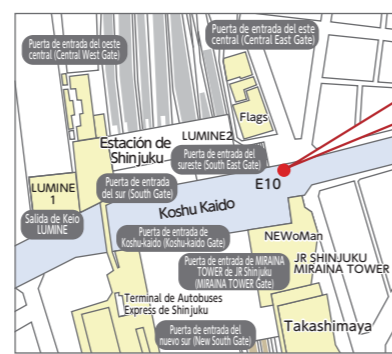 Puerta de entrada del oeste
central (Central West Gate)
Puerta de entrada del este
central (Central East Gate)
Flags
LUMINE2
Estación de
Shinjuku
Puerta de entrada del
sureste (South East Gate)
Puerta de entrada
del sur (South Gate)
E10
LUMINE
1
Salida de Keio
LUMINE
Koshu Kaido
Puerta de entrada de
Koshu-kaido (Koshu-kaido Gate)
NEWoMan
Puerta de entrada de MIRAINA
TOWER de JR Shinjuku
(MIRAINA TOWER Gate)
JR SHINJUKU
MIRAINA TOWER
Terminal de Autobuses
Express de Shinjuku
Puerta de entrada del
nuevo sur (New South Gate)
Takashimaya